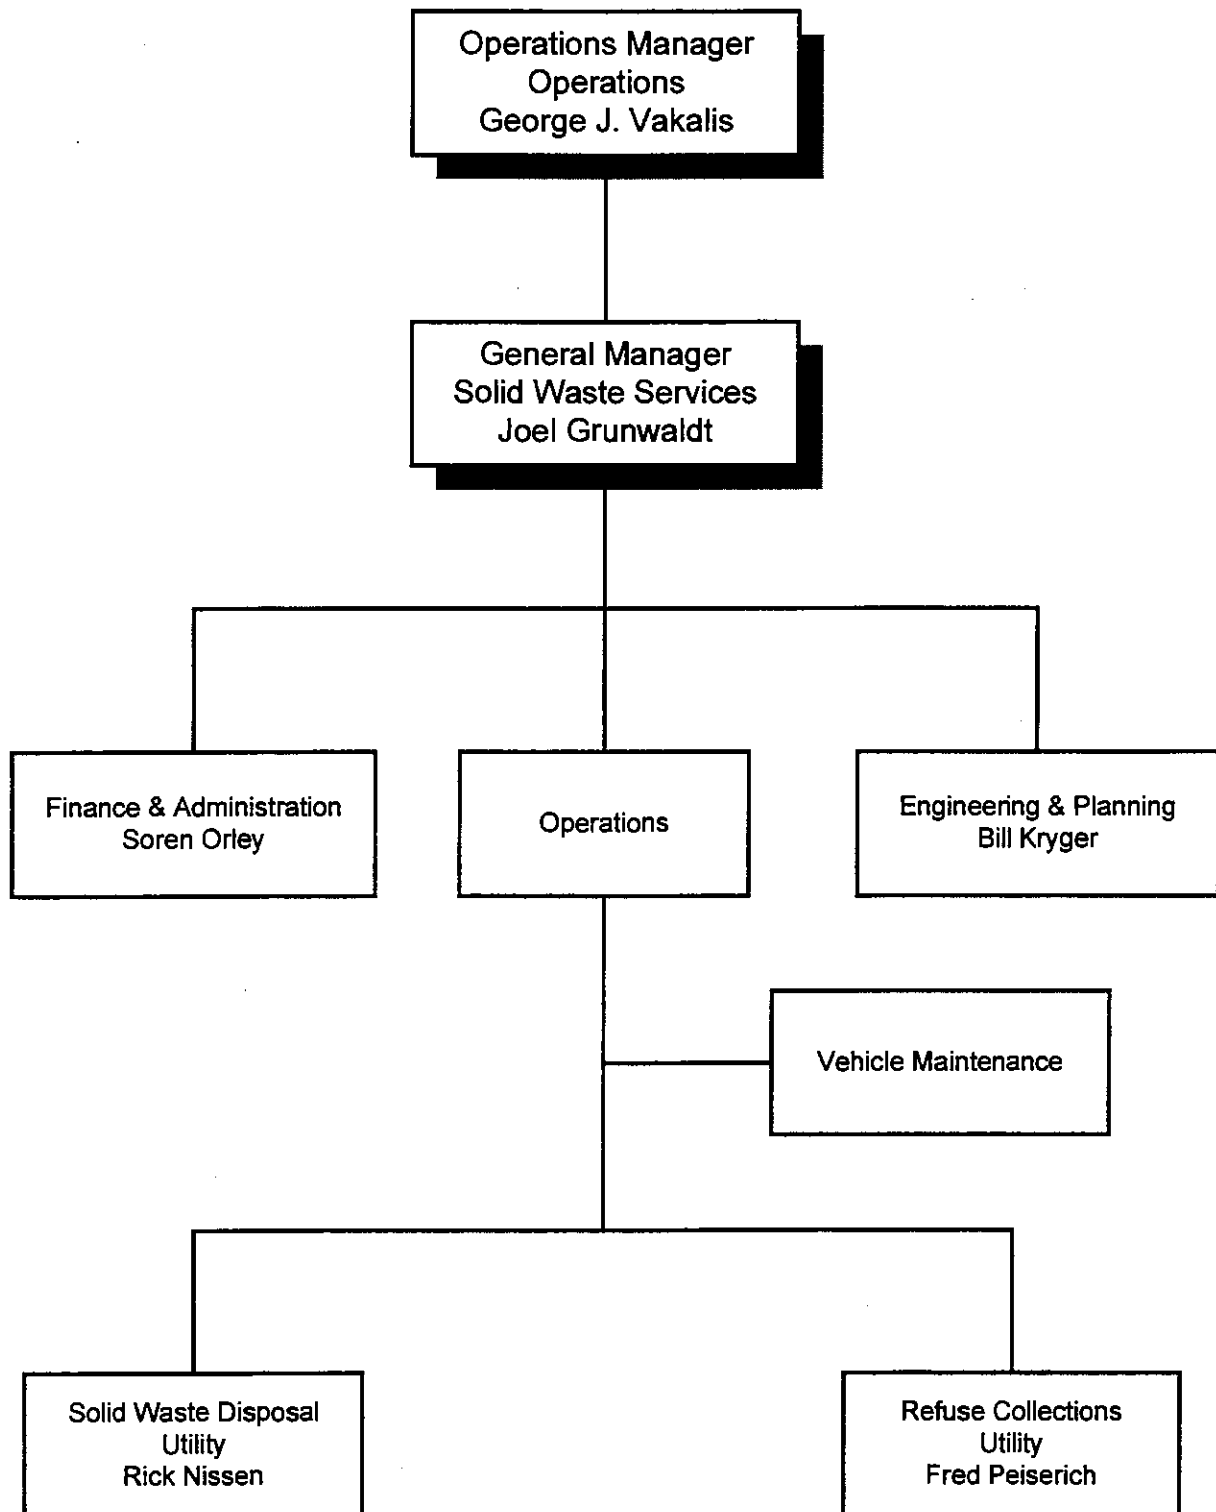 Operations Manager
Operations
George J. Vakalis
General Manager
Solid Waste Services
Joel Grunwaldt
Finance & Administration
Soren Orley
Operations
Engineering & Planning
Bill Kryger
Vehicle Maintenance
Solid Waste Disposal
Utility
Rick Nissen
Refuse Collections
Utility
Fred Peiserich